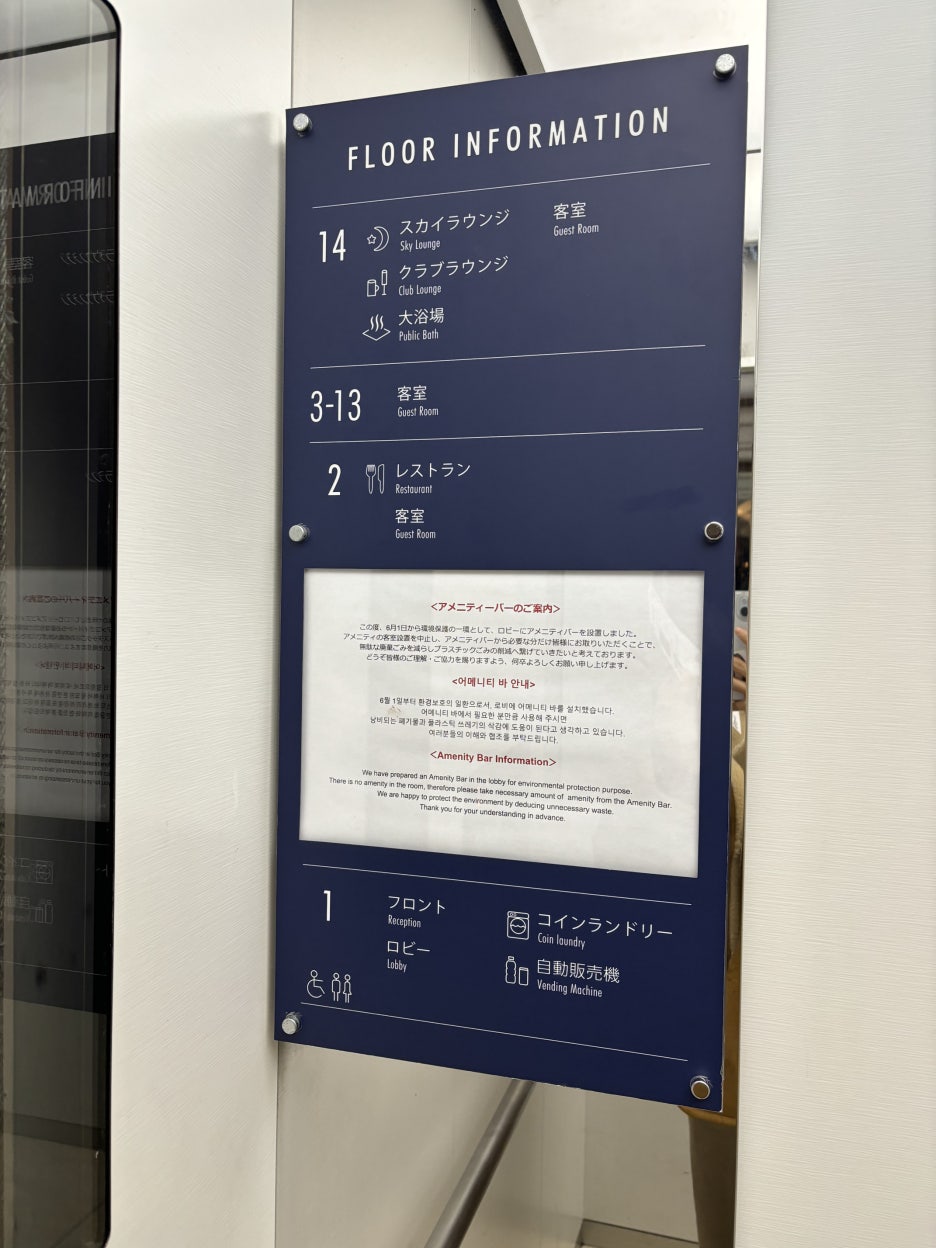 FLOOR INFORMATION
14
スカイラウンジ
Sky Lounge
客室
Guest Room
クラブラウンジ
Club Lounge
大浴場
Public Bath
3-13
客室
Guest Room
2
レストラン
Restaurant
客室
Guest Room
<アメニティーバーのご案内>
この度、6月1日から環境保護の一環として、ロビーにアメニティバーを設置しました。
アメニティの客室設置を中止し、アメニティバーから必要な分だけ皆様にお取りいただくことで、
無駄な廃棄ごみを減らしプラスチックごみの削減へ繋げていきたいと考えております。
どうぞ皆様のご理解・ご協力を賜りますよう、何卒よろしくお願い申し上げます。
<어메니티 바 안내>
6월 1일부터 환경보호의 일환으로서, 로비에 어메니티 바를 설치했습니다.
어메니티 바에서 필요한 분만큼 사용해 주시면
낭비되는 폐기물과 플라스틱 쓰레기의 삭감에 도움이 된다고 생각하고 있습니다.
여러분들의 이해와 협조를 부탁드립니다.
<Amenity Bar Information>
We have prepared an Amenity Bar in the lobby for environmental protection purpose.
There is no amenity in the room, therefore please take necessary amount of amenity from the Amenity Bar.
We are happy to protect the environment by deducing unnecessary waste.
Thank you for your understanding in advance.
1
フロント
Reception
コインランドリー
Coin laundry
ロビー
Lobby
自動販売機
Vending Machine